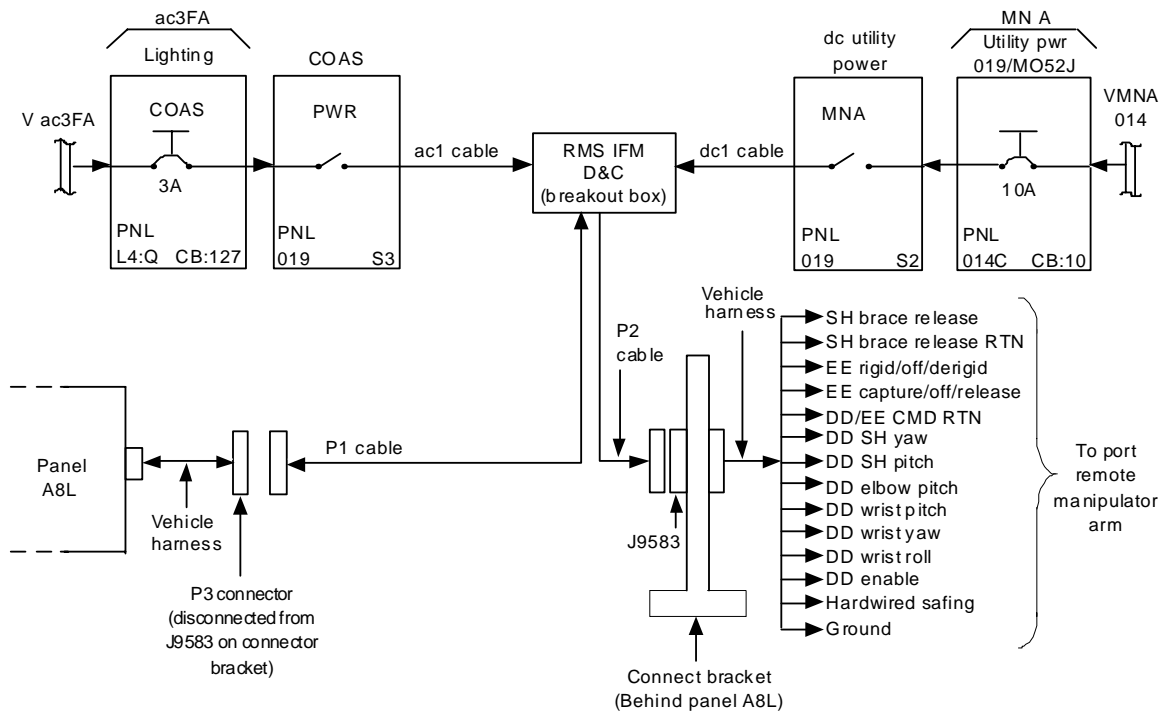 ac3FA
Lighting
COAS
3A
PNL
L4:Q CB:127
V ac3FA
COAS
PWR
PNL
019 S3
ac1 cable
RMS IFM
D&C
(breakout box)
dc1 cable
dc utility
power
MNA
PNL
019 S2
MN A
Utility pwr
019/MO52J
10A
PNL
014C CB:10
VMNA
014
Panel
A8L
Vehicle
harness
P3 connector
(disconnected from
J9583 on connector
bracket)
P1 cable
P2
cable
J9583
Vehicle
harness
Connect bracket
(Behind panel A8L)
SH brace release
SH brace release RTN
EE rigid/off/derigid
EE capture/off/release
DD/EE CMD RTN
DD SH yaw
DD SH pitch
DD elbow pitch
DD wrist pitch
DD wrist yaw
DD wrist roll
DD enable
Hardwired safing
Ground
To port
remote
manipulator
arm